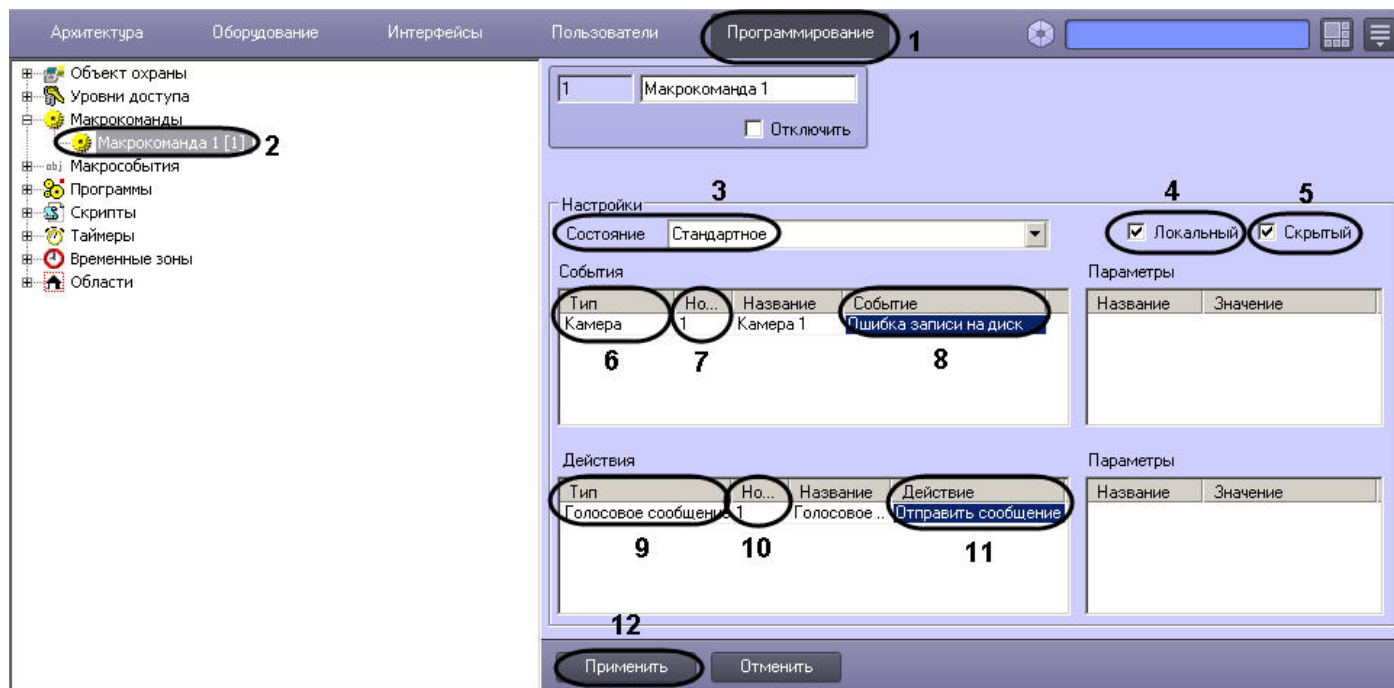 Архитектура Оборудование Интерфейсы Пользователи Программирование 1
Объект охраны
Уровни доступа
Макрокоманды
Макрокоманда 1 [1] 2
obj Макрособытия
Программы
Скрипты
Таймеры
Временные зоны
Области
1 Макрокоманда 1
Отключить
3 4 5
Настройки
Состояние Стандартное Локальный Скрытый
События Параметры
Тип Но... Название Событие Название Значение
Камера 1 Камера 1 Ошибка записи на диск
6 7 8
Действия Параметры
Тип Но... Название Действие Название Значение
Голосовое сообщение 1 Голосовое .. Отправить сообщение
9 10 11
12
Применить Отменить